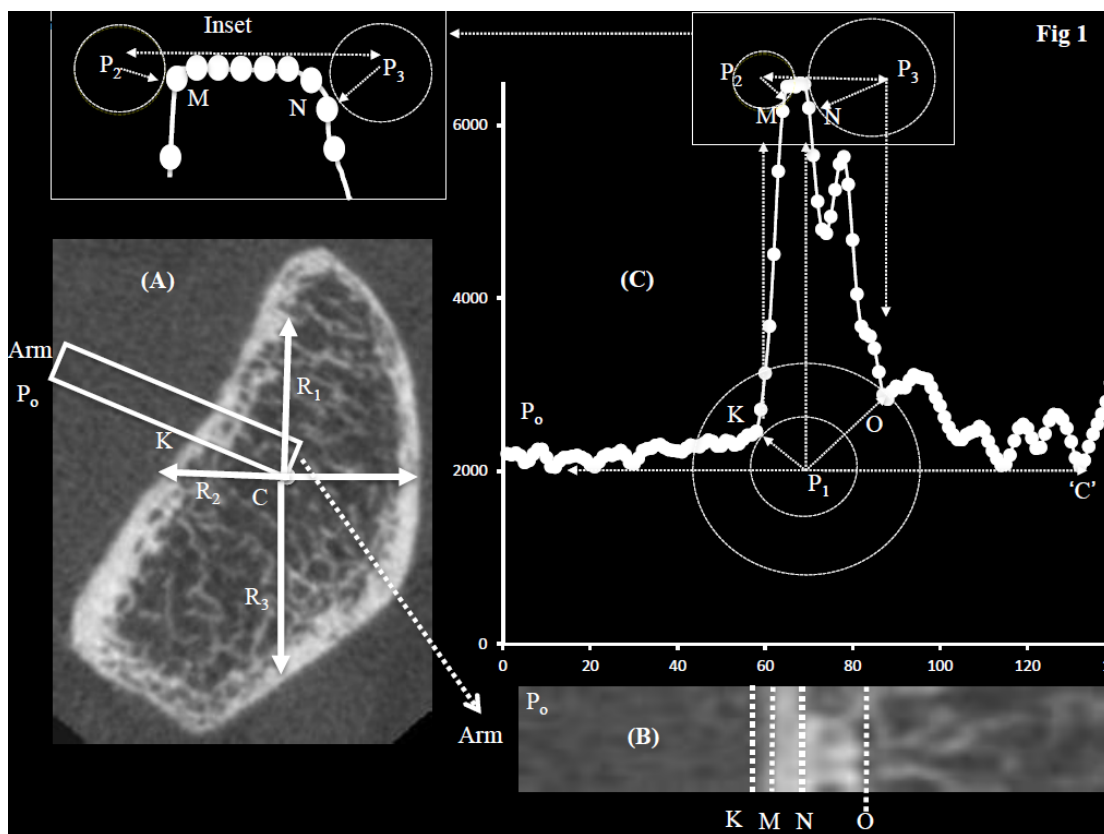 Inset
P2
P3
M
N
Fig 1
P2
P3
M
N
6000
4000
2000
0
(C)
Po
K
O
P1
'C'
0 20 40 60 80 100 120
(A)
Arm
Po
K
R1
R2
C
R3
Arm
Po
(B)
K M N O